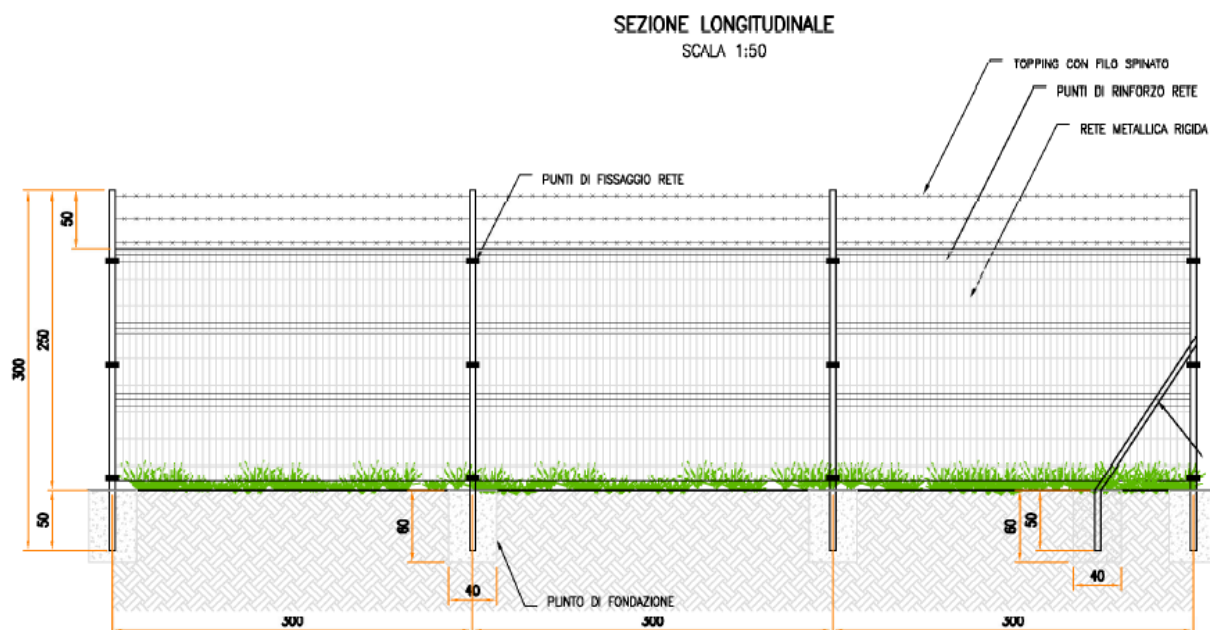 SEZIONE LONGITUDINALE
SCALA 1:50
TOPPING CON FILO SPINATO
PUNTI DI RINFORZO RETE
RETE METALLICA RIGIDA
PUNTI DI FISSAGGIO RETE
50
250
300
50
60
60
50
40
40
PUNTO DI FONDAZIONE
300
300
300